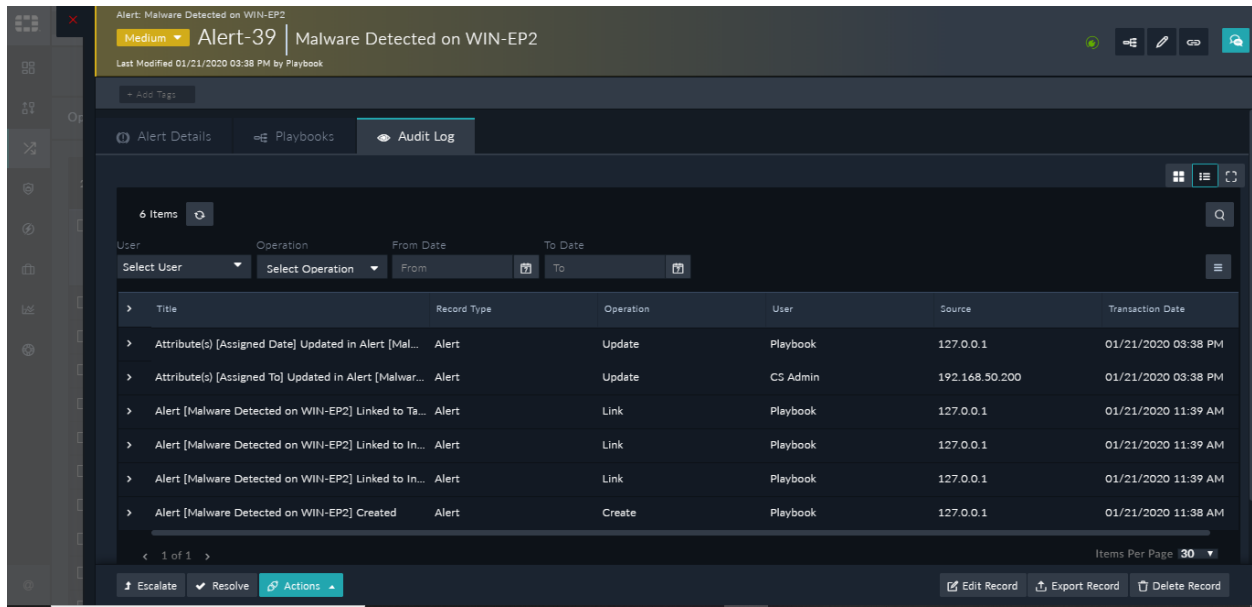 Alert: Malware Detected on WIN-EP2
Medium Alert-39 Malware Detected on WIN-EP2
Last Modified 01/21/2020 03:38 PM by Playbook
+ Add Tags
Alert Details Playbooks Audit Log
6 Items
User Operation From Date To Date
Select User Select Operation From To
Title Record Type Operation User Source Transaction Date
Attribute(s) [Assigned Date] Updated in Alert [Mal... Alert Update Playbook 127.0.0.1 01/21/2020 03:38 PM
Attribute(s) [Assigned To] Updated in Alert [Malwar... Alert Update CS Admin 192.168.50.200 01/21/2020 03:38 PM
Alert [Malware Detected on WIN-EP2] Linked to Ta... Alert Link Playbook 127.0.0.1 01/21/2020 11:39 AM
Alert [Malware Detected on WIN-EP2] Linked to In... Alert Link Playbook 127.0.0.1 01/21/2020 11:39 AM
Alert [Malware Detected on WIN-EP2] Linked to In... Alert Link Playbook 127.0.0.1 01/21/2020 11:39 AM
Alert [Malware Detected on WIN-EP2] Created Alert Create Playbook 127.0.0.1 01/21/2020 11:38 AM
1 of 1 Items Per Page 30
Escalate Resolve Actions Edit Record Export Record Delete Record